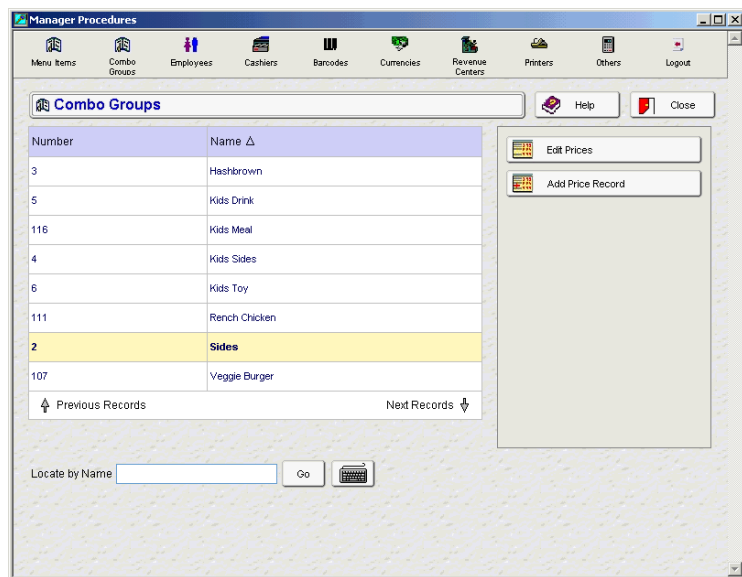 Manager Procedures
Menu Items Combo Groups Employees Cashiers Barcodes Currencies Revenue Centers Printers Others Logout
Combo Groups Help Close
Number Name
3 Hashbrown
5 Kids Drink
116 Kids Meal
4 Kids Sides
6 Kids Toy
111 Rench Chicken
2 Sides
107 Veggie Burger
Previous Records Next Records
Edit Prices
Add Price Record
Locate by Name Go